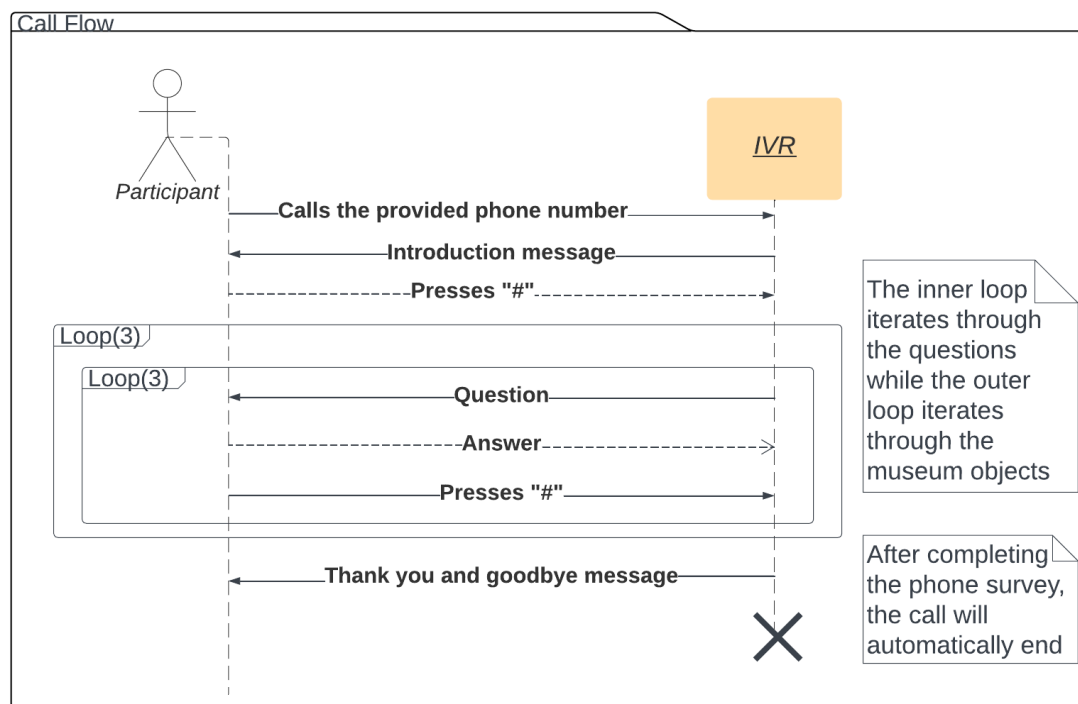 Call Flow
IVR
Participant
Calls the provided phone number
Introduction message
Presses "#"
The inner loop
iterates through
the questions
while the outer
loop iterates
through the
museum objects
Loop(3)
Loop(3)
Question
Answer
Presses "#"
Thank you and goodbye message
After completing
the phone survey,
the call will
automatically end